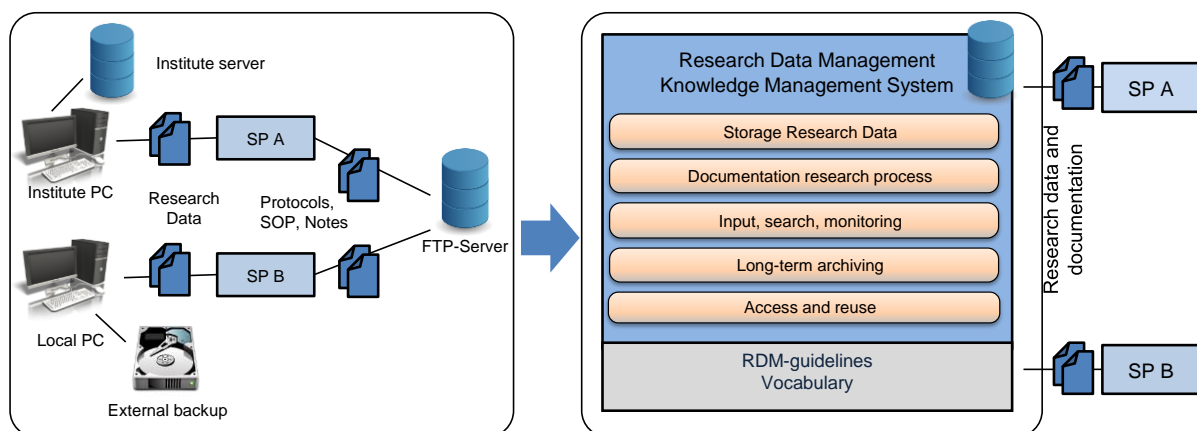 Institute server
SP A
Institute PC
Research
Data
Protocols,
SOP, Notes
FTP-Server
SP B
Local PC
External backup
Research Data Management
Knowledge Management System
Storage Research Data
Documentation research process
Input, search, monitoring
Long-term archiving
Access and reuse
RDM-guidelines
Vocabulary
SP A
Research data and
documentation
SP B